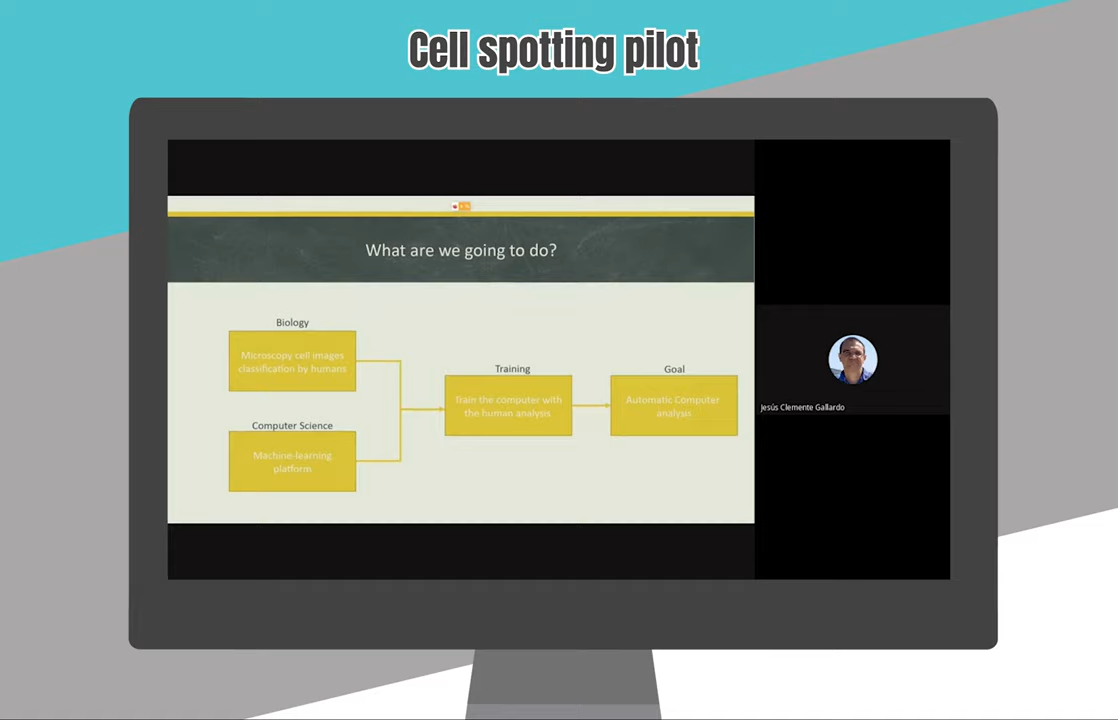 Cell spotting pilot
What are we going to do?
Biology
Microscopy cell images
classification by humans
Computer Science
Machine-learning
platform
Training
Train the computer with
the human analysis
Goal
Automatic Computer
analysis
Jesús Clemente Gallardo